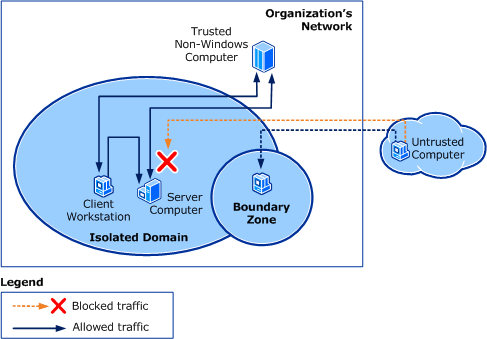 Organization's
Network
Trusted
Non-Windows
Computer
Untrusted
Computer
Client
Workstation
Server
Computer
Boundary
Zone
Isolated Domain
Legend
Blocked traffic
Allowed traffic